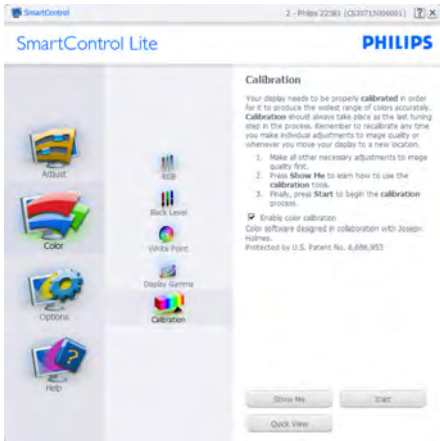 SmartControl
2 - Philips 225B1 (CS39715000001)
SmartControl Lite
PHILIPS
Adjust
Color
Options
Help
RGB
Black Level
White Point
Display Gamma
Calibration
Calibration
Your display needs to be properly calibrated in order
for it to produce the widest range of colors accurately.
Calibration should always take place as the last tuning
step in the process. Remember to recalibrate any time
you make individual adjustments to image quality or
whenever you move your display to a new location.
1. Make all other necessary adjustments to image
quality first.
2. Press Show Me to learn how to use the
calibration tools.
3. Finally, press Start to begin the calibration
process.
Enable color calibration
Color software designed in collaboration with Joseph
Holmes.
Protected by U.S. Patent No. 6,686,953
Show Me
Start
Quick View